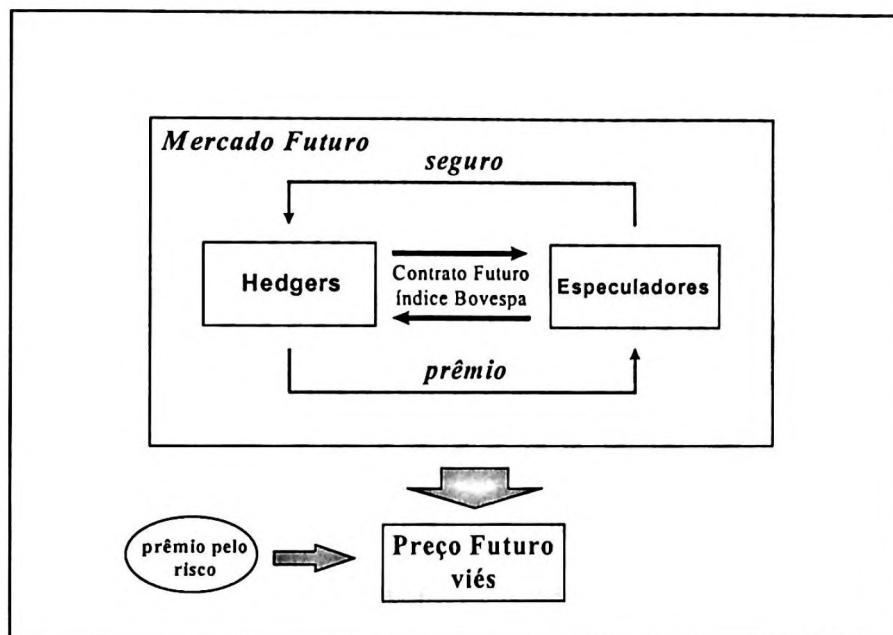 Mercado Futuro
seguro
Hedgers
Contrato Futuro
índice Bovespa
Especuladores
prêmio
prêmio pelo
risco
Preço Futuro
viés